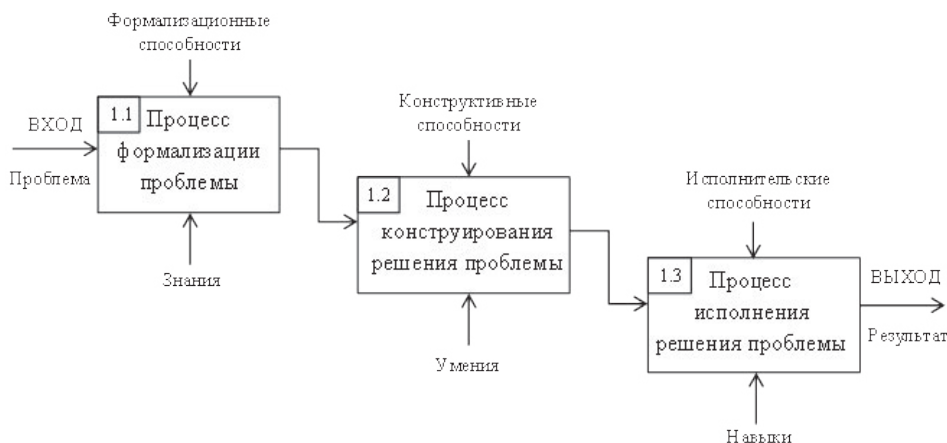 Формализационные
способности
ВХОД
Проблема
1.1
Процесс
формализации
проблемы
Знания
Конструктивные
способности
1.2
Процесс
конструирования
решения проблемы
Умения
Исполнительские
способности
1.3
Процесс
исполнения
решения проблемы
ВЫХОД
Результат
Навыки